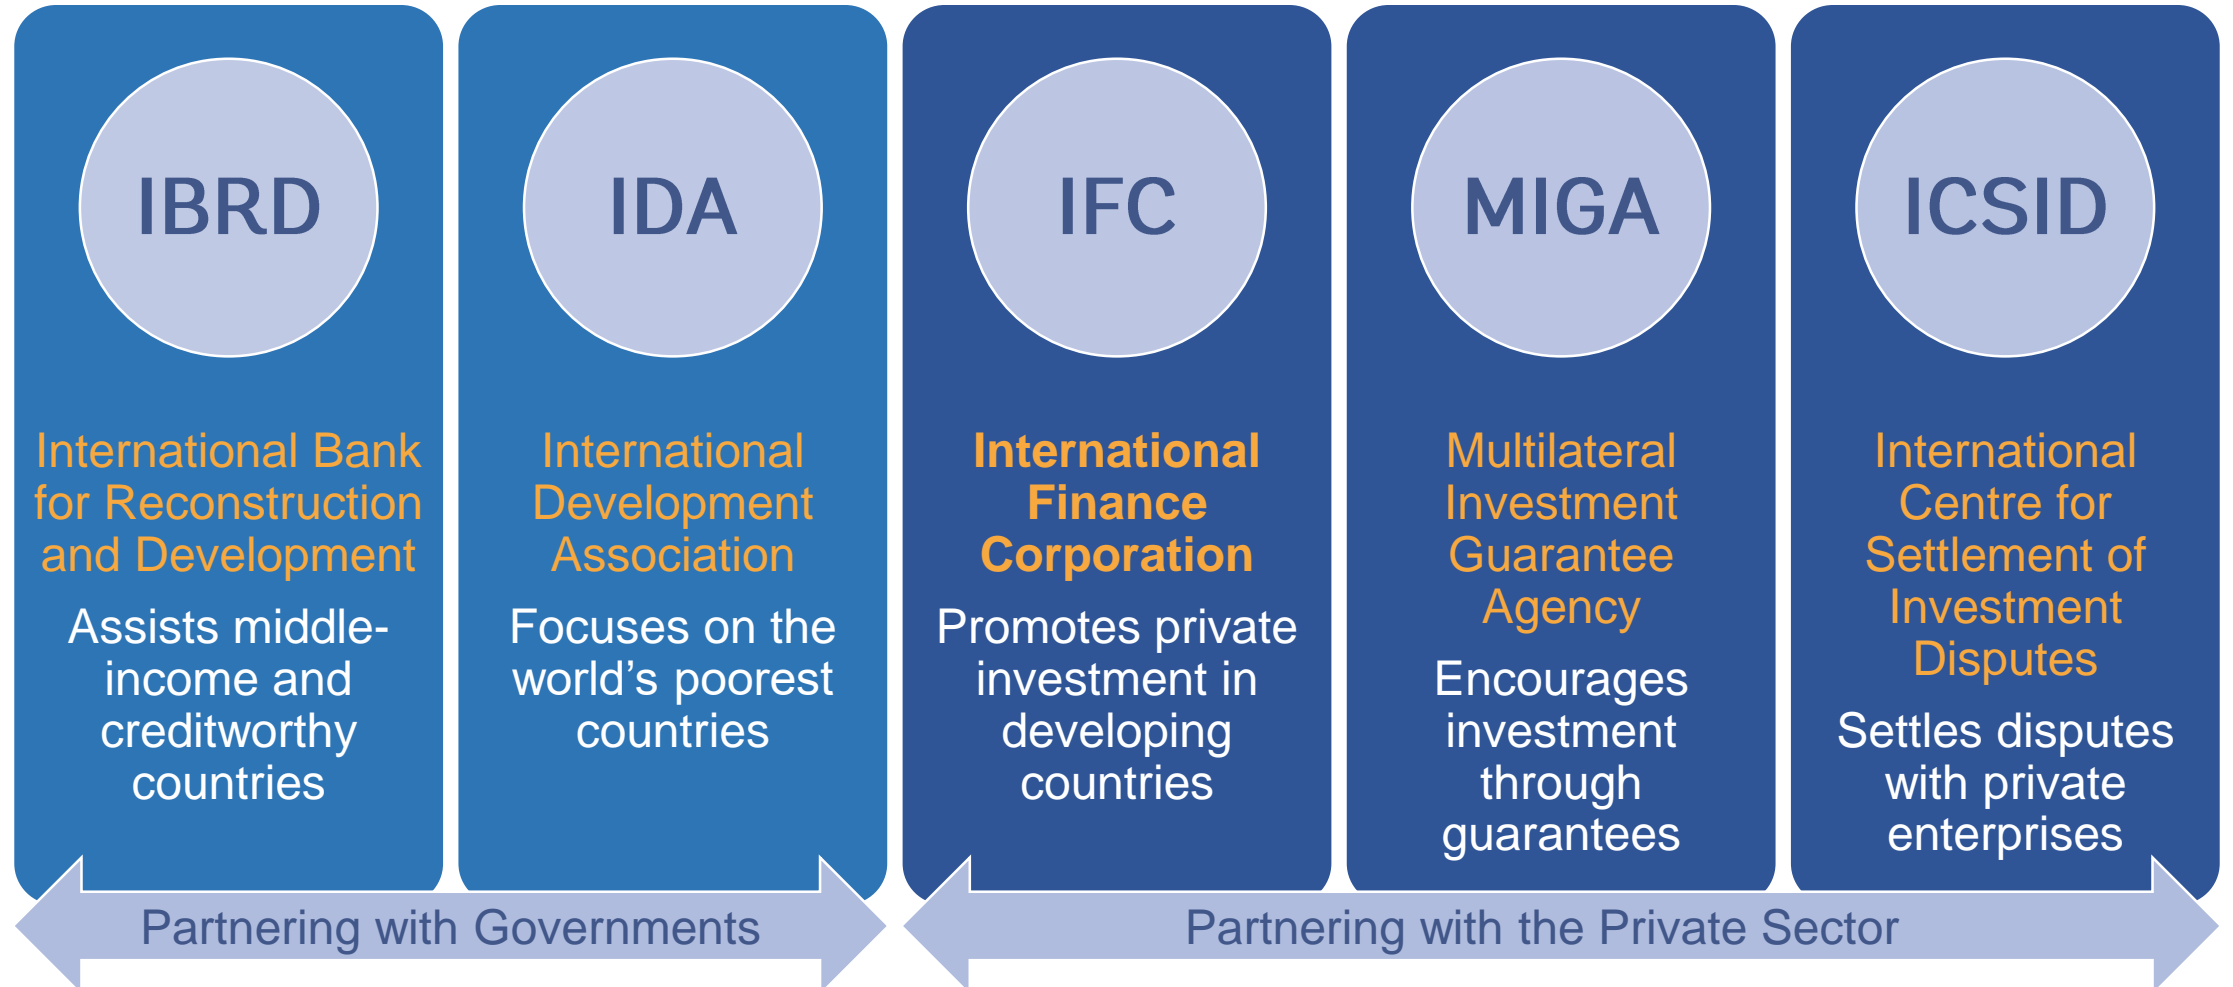 IBRD
International Bank
for Reconstruction
and Development
Assists middle-
income and
creditworthy
countries
IDA
International
Development
Association
Focuses on the
world’s poorest
countries
IFC
International
Finance
Corporation
Promotes private
investment in
developing
countries
MIGA
Multilateral
Investment
Guarantee
Agency
Encourages
investment
through
guarantees
ICSID
International
Centre for
Settlement of
Investment
Disputes
Settles disputes
with private
enterprises
Partnering with Governments
Partnering with the Private Sector